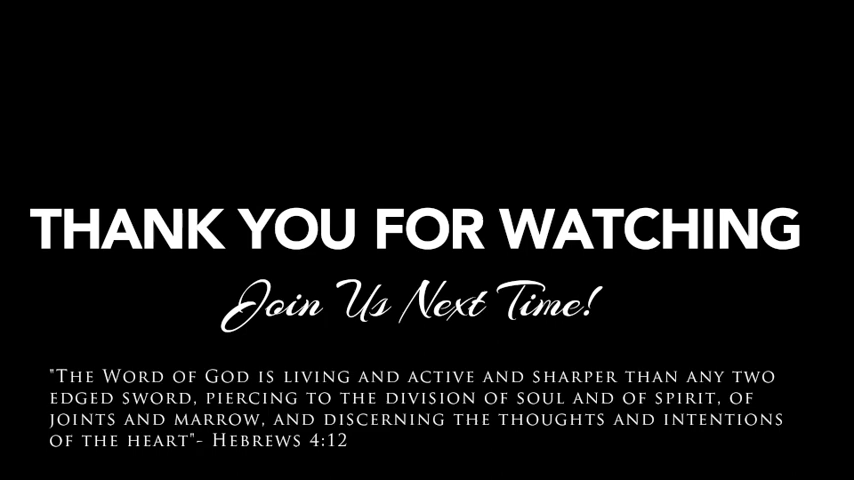 THANK YOU FOR WATCHING
Join Us Next Time!
"The Word of God is living and active and sharper than any two
edged sword, piercing to the division of soul and of spirit, of
joints and marrow, and discerning the thoughts and intentions
of the heart"- Hebrews 4:12